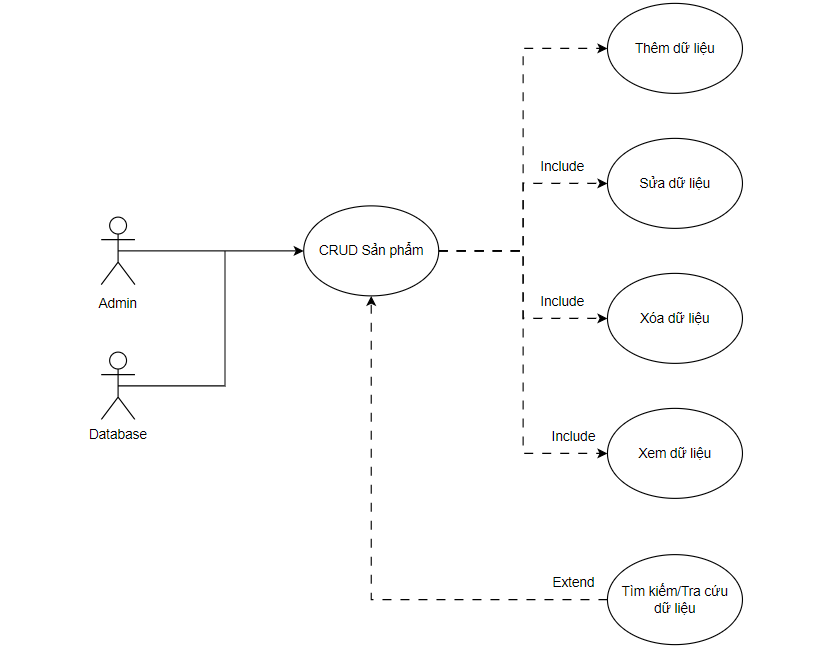 Thêm dữ liệu
Include
Sửa dữ liệu
CRUD Sản phẩm
Admin
Include
Xóa dữ liệu
Database
Include
Xem dữ liệu
Extend
Tìm kiếm/Tra cứu
dữ liệu